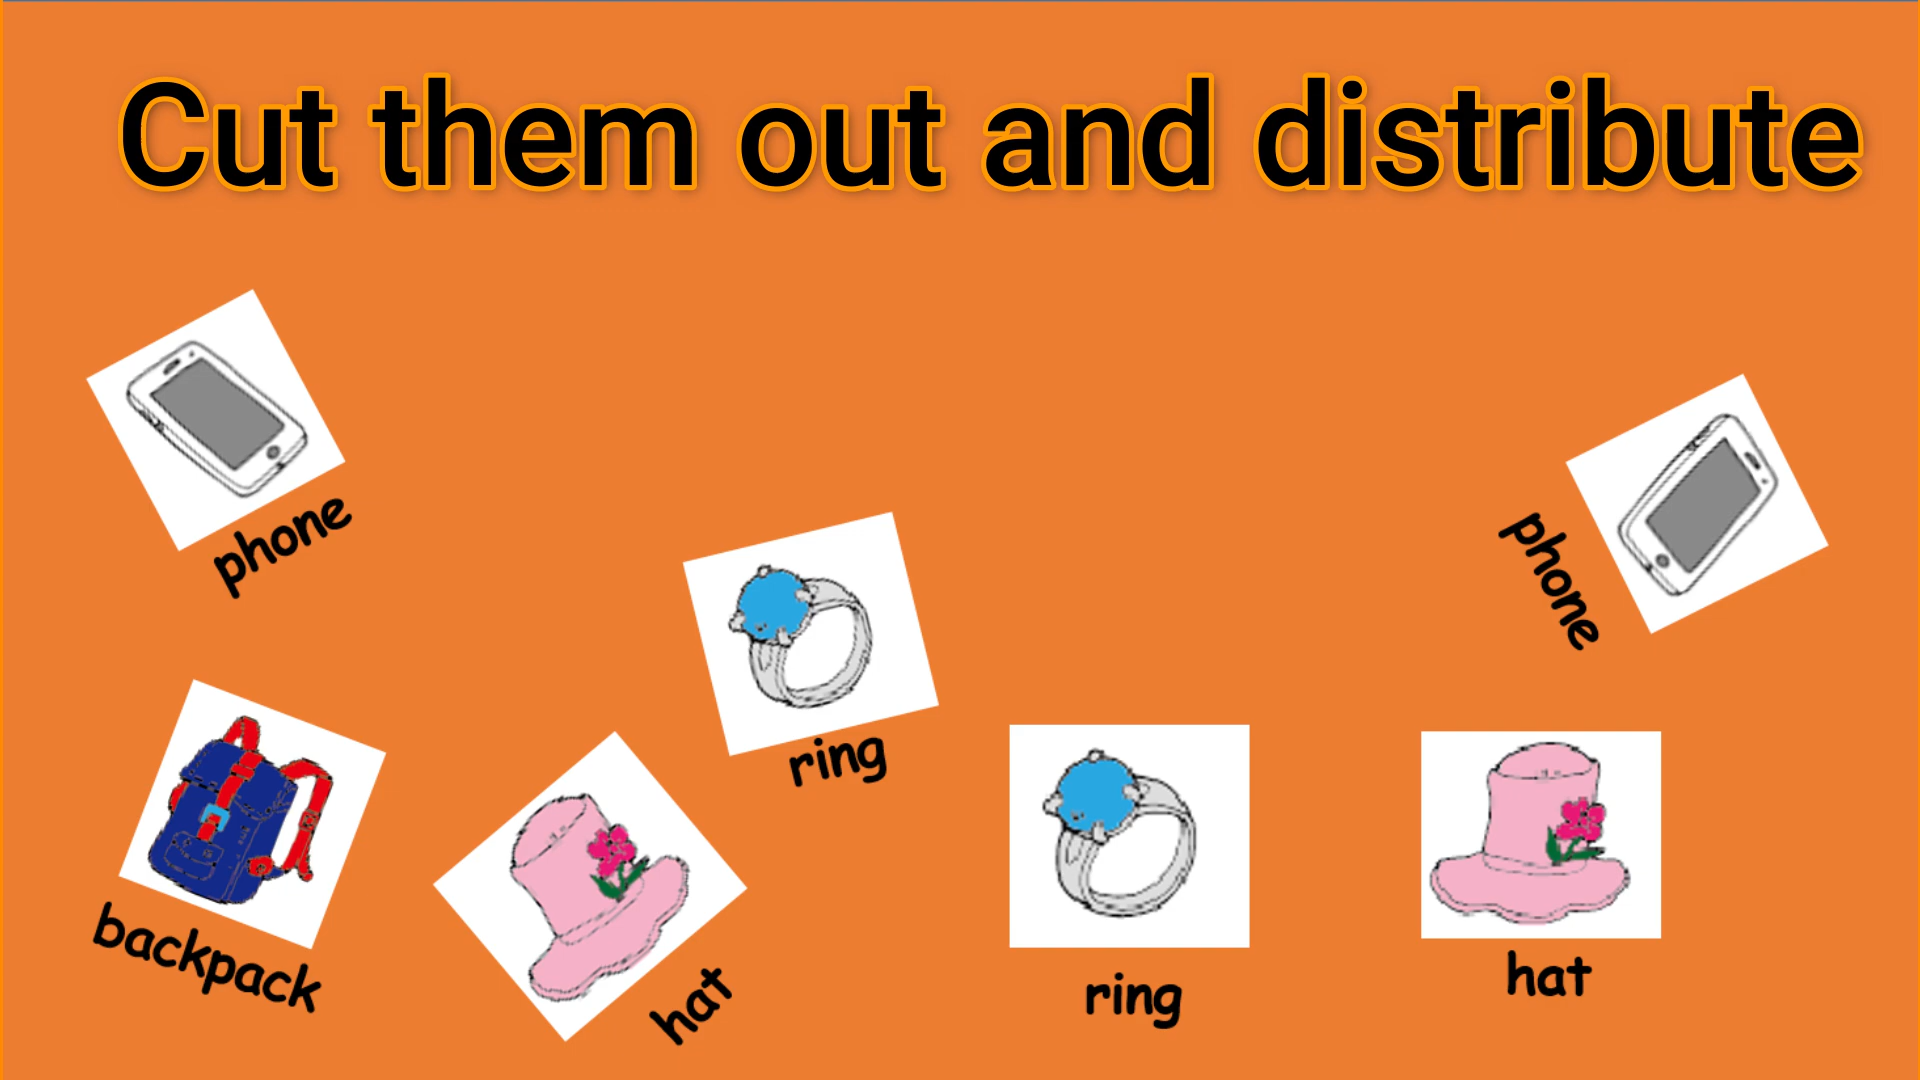 Cut them out and distribute
phone
phone
ring
backpack
hat
ring
hat